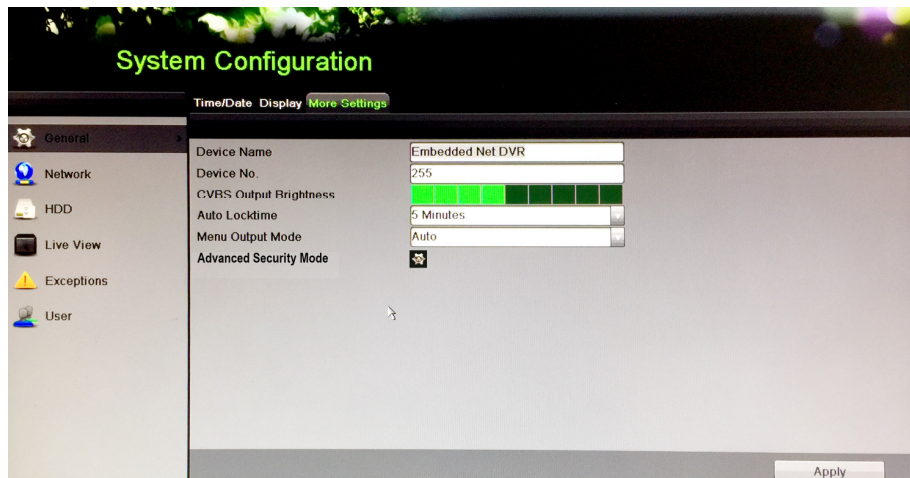 System Configuration
Time/Date Display More Settings
General
Network
HDD
Live View
Exceptions
User
Device Name Embedded Net DVR
Device No. 255
CVBS Output Brightness
Auto Locktime 5 Minutes
Menu Output Mode Auto
Advanced Security Mode
Apply